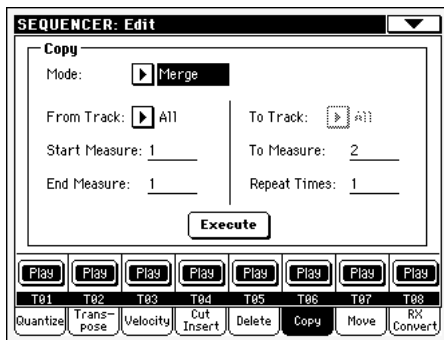 SEQUENCER: Edit
Copy
Mode: Merge
From Track: All To Track: All
Start Measure: 1 To Measure: 2
End Measure: 1 Repeat Times: 1
Execute
Play Play Play Play Play Play Play Play
T01 T02 T03 T04 T05 T06 T07 T08
Quantize Trans-pose Velocity Cut Insert Delete Copy Move RX Convert